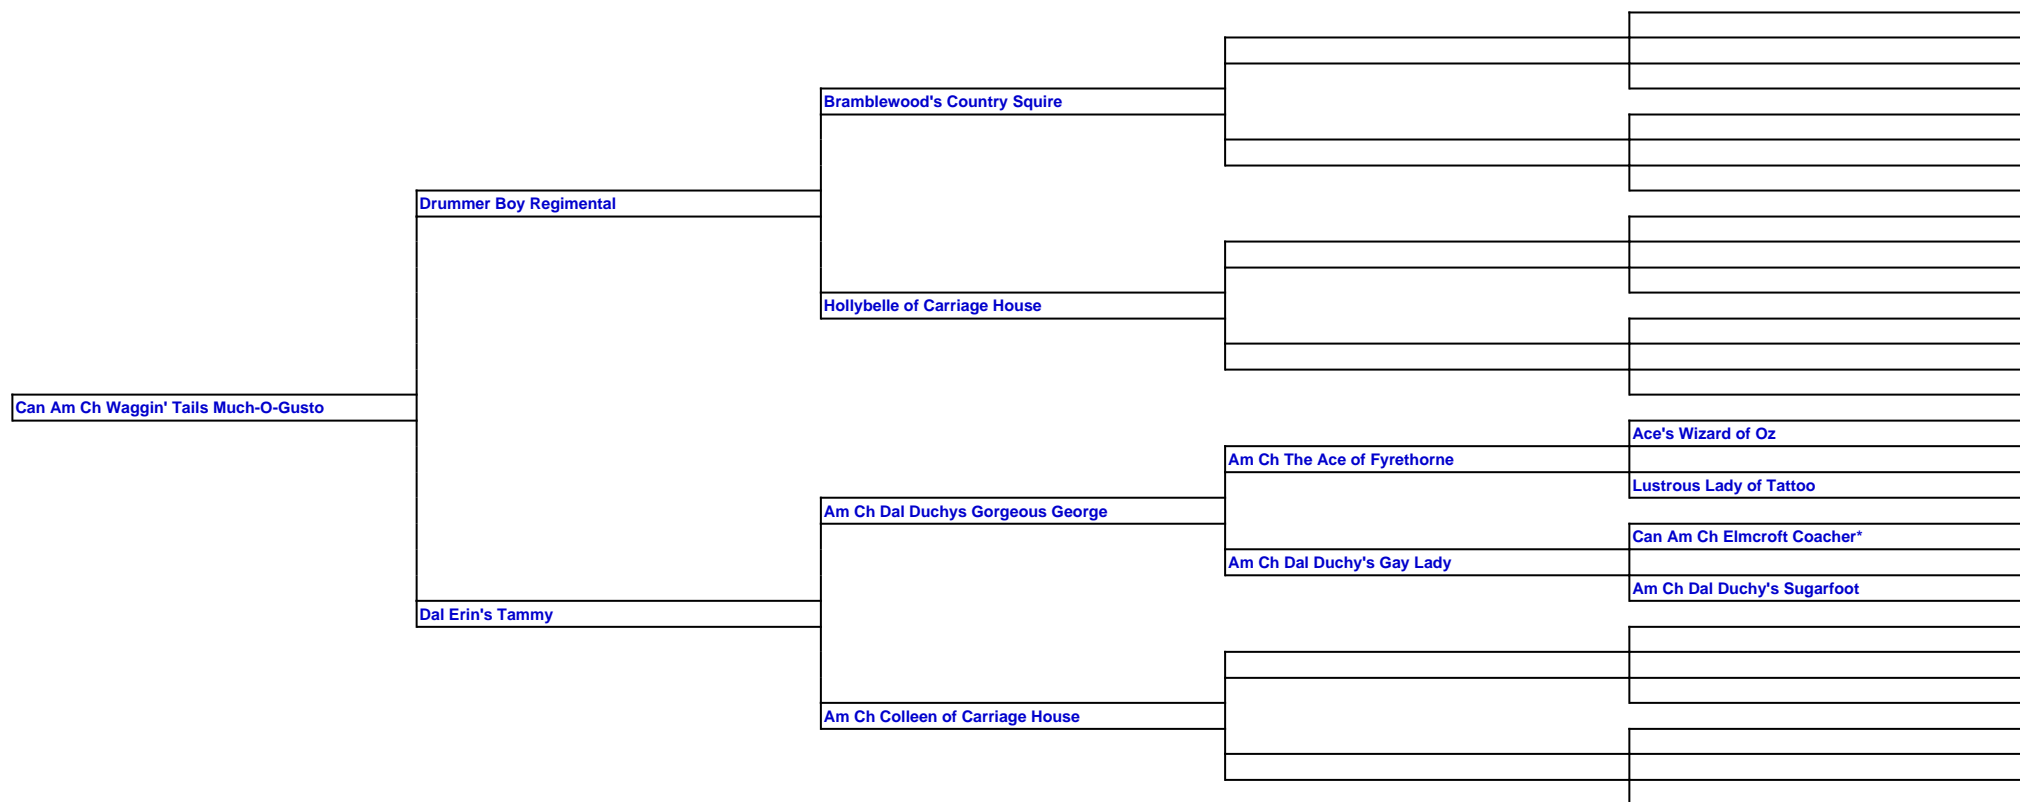 Bramblewood's Country Squire
Drummer Boy Regimental
Hollybelle of Carriage House
Can Am Ch Waggin' Tails Much-O-Gusto
Ace's Wizard of Oz
Am Ch The Ace of Fyrethorne
Lustrous Lady of Tattoo
Am Ch Dal Duchys Gorgeous George
Can Am Ch Elmcroft Coacher*
Am Ch Dal Duchy's Gay Lady
Am Ch Dal Duchy's Sugarfoot
Dal Erin's Tammy
Am Ch Colleen of Carriage House